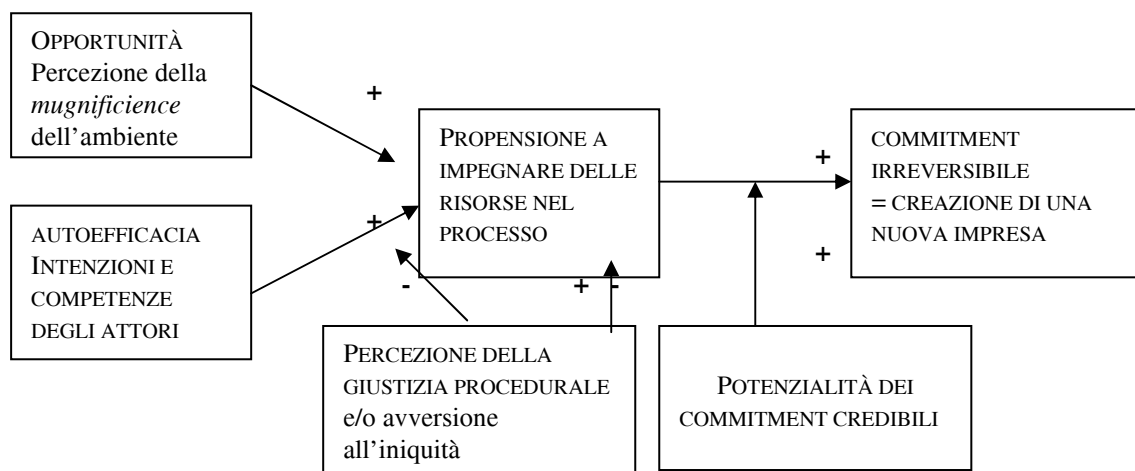 OPPORTUNITÀ
Percezione della
mugnificience
dell'ambiente
+
PROPENSIONE A
IMPEGNARE DELLE
RISORSE NEL
PROCESSO
+
COMMITMENT
IRREVERSIBILE
= CREAZIONE DI UNA
NUOVA IMPRESA
+
AUTOEFFICACIA
INTENZIONI E
COMPETENZE
DEGLI ATTORI
+
-
+ -
PERCEZIONE DELLA
GIUSTIZIA PROCEDURALE
e/o avversione
all'iniquità
POTENZIALITÀ DEI
COMMITMENT CREDIBILI